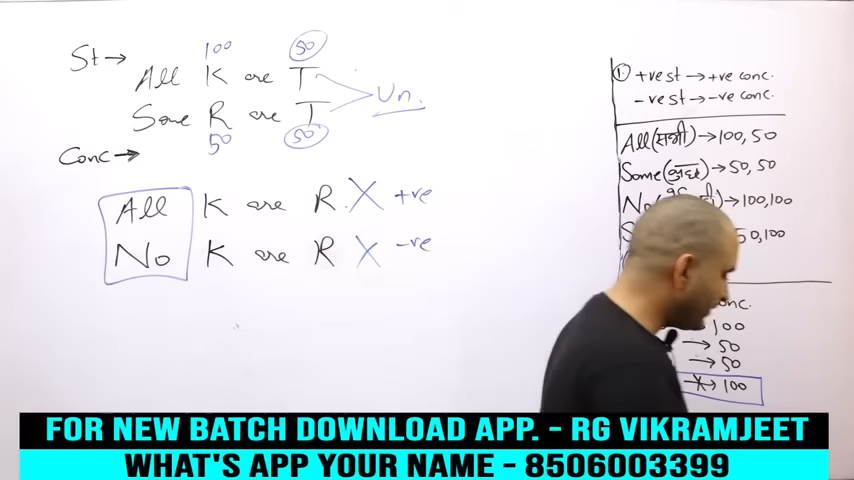 100 50
St → All K are T
Some R are T Un.
50 50
Conc →
All K are R X +ve
No K are R X -ve
1. +ve st → +ve conc.
-ve st → -ve conc.
All (सभी) → 100, 50
Some (कुछ) → 50, 50
No → 100, 100
50, 100
conc.
100
→ 50
→ 50
X→ 100
FOR NEW BATCH DOWNLOAD APP. - RG VIKRAMJEET
WHAT'S APP YOUR NAME - 8506003399